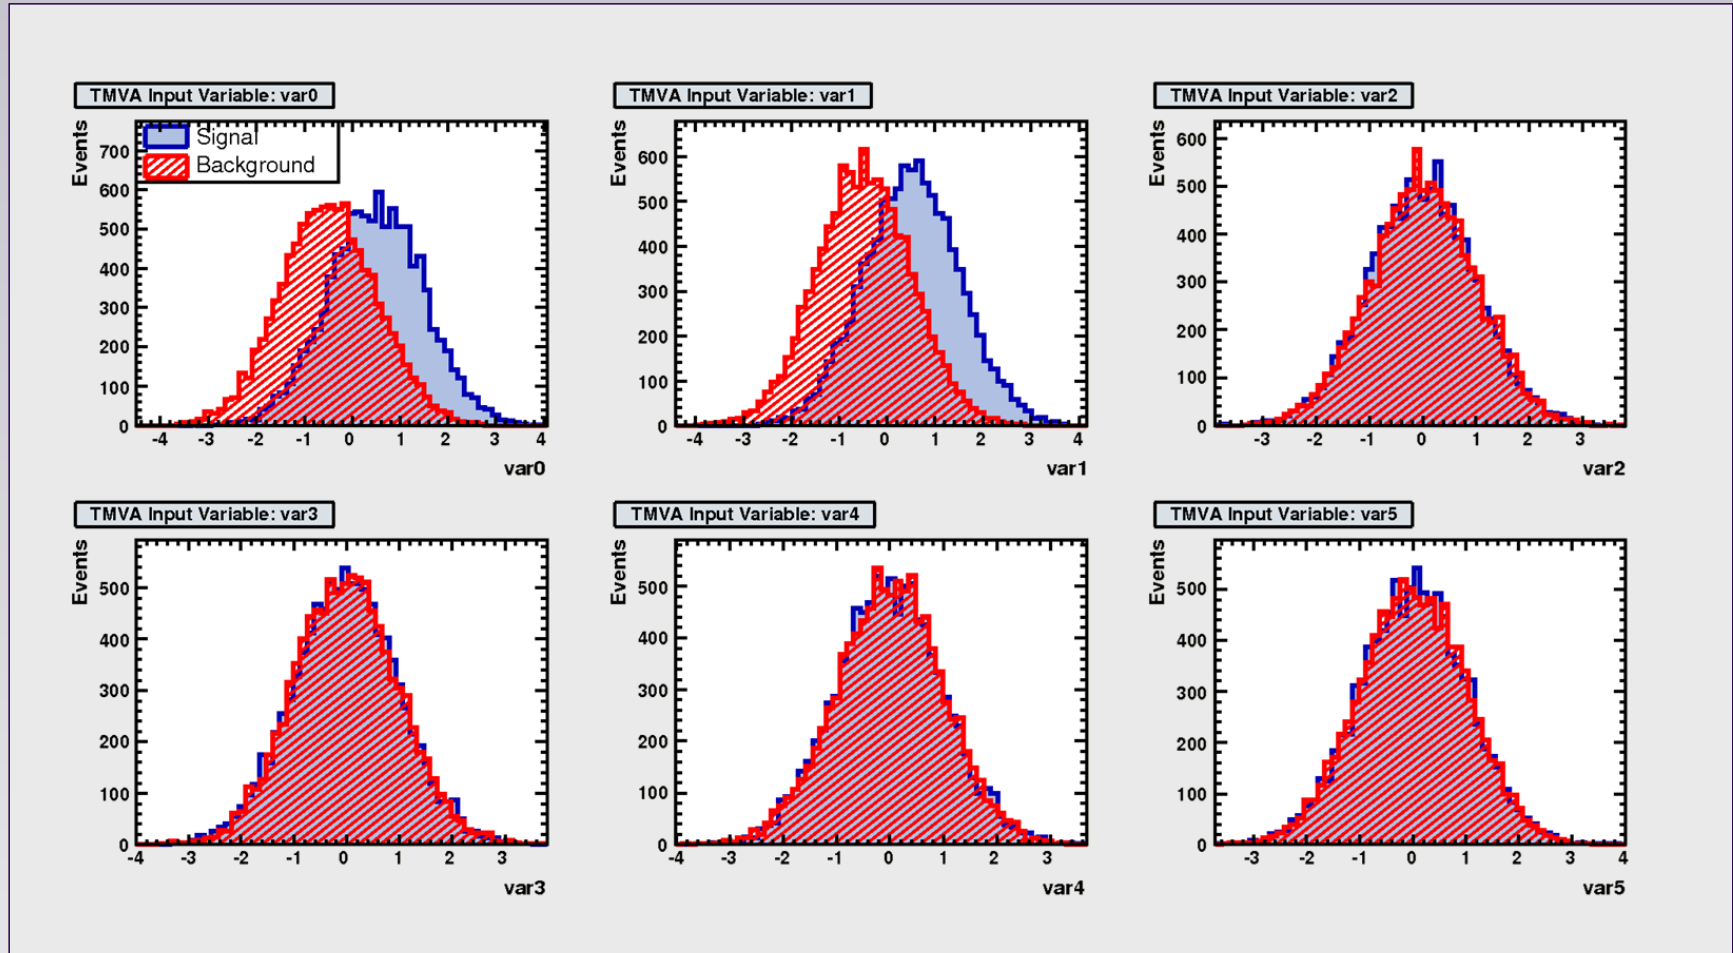 TMVA Input Variable: var0
Events
Signal
Background
700
600
500
400
300
200
100
0
-4 -3 -2 -1 0 1 2 3 4
var0
TMVA Input Variable: var1
Events
600
500
400
300
200
100
0
-4 -3 -2 -1 0 1 2 3 4
var1
TMVA Input Variable: var2
Events
600
500
400
300
200
100
0
-3 -2 -1 0 1 2 3
var2
TMVA Input Variable: var3
Events
500
400
300
200
100
0
-4 -3 -2 -1 0 1 2 3
var3
TMVA Input Variable: var4
Events
500
400
300
200
100
0
-4 -3 -2 -1 0 1 2 3
var4
TMVA Input Variable: var5
Events
500
400
300
200
100
0
-3 -2 -1 0 1 2 3 4
var5